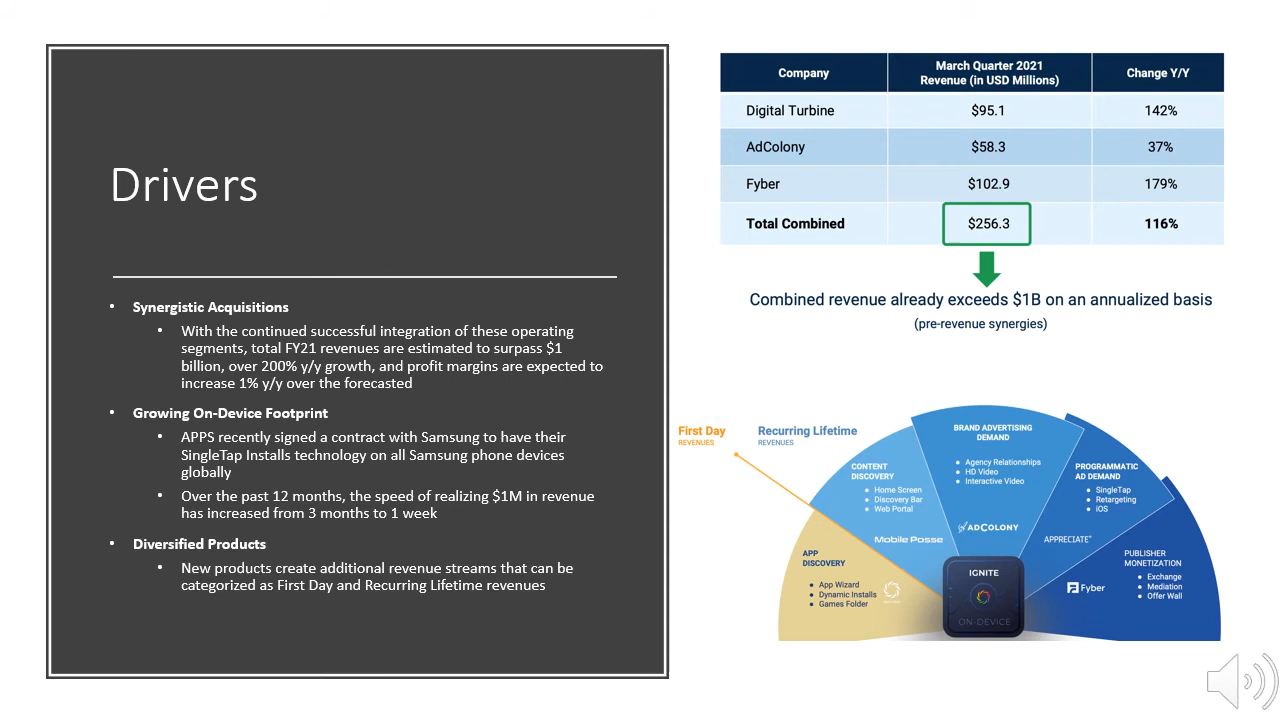 Drivers
• Synergistic Acquisitions
• With the continued successful integration of these operating
segments, total FY21 revenues are estimated to surpass $1
billion, over 200% y/y growth, and profit margins are expected to
increase 1% y/y over the forecasted
• Growing On-Device Footprint
• APPS recently signed a contract with Samsung to have their
SingleTap Installs technology on all Samsung phone devices
globally
• Over the past 12 months, the speed of realizing $1M in revenue
has increased from 3 months to 1 week
• Diversified Products
• New products create additional revenue streams that can be
categorized as First Day and Recurring Lifetime revenues
Company March Quarter 2021 Revenue (in USD Millions) Change Y/Y
Digital Turbine $95.1 142%
AdColony $58.3 37%
Fyber $102.9 179%
Total Combined $256.3 116%
Combined revenue already exceeds $1B on an annualized basis
(pre-revenue synergies)
First Day
REVENUES
Recurring Lifetime
REVENUES
APP
DISCOVERY
• App Wizard
• Dynamic Installs
• Games Folder
CONTENT
DISCOVERY
• Home Screen
• Discovery Bar
• Web Portal
Mobile Posse
BRAND ADVERTISING
DEMAND
• Agency Relationships
• HD Video
• Interactive Video
ADCOLONY
PROGRAMMATIC
AD DEMAND
• SingleTap
• Retargeting
• iOS
APPRECIATE
PUBLISHER
MONETIZATION
• Exchange
• Mediation
• Offer Wall
Fyber
IGNITE
ON-DEVICE